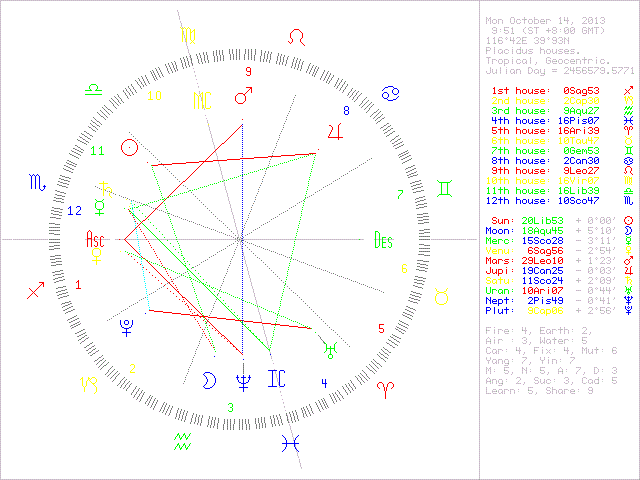 Mon October 14, 2013
9:51 (ST +8:00 GMT)
116°42E 39°93N
Placidus houses.
Tropical, Geocentric.
Julian Day = 2456579.5771
1st house: 0Sag53
2nd house: 2Cap30
3rd house: 9Aqu27
4th house: 16Pis07
5th house: 16Ari39
6th house: 10Tau47
7th house: 0Gem53
8th house: 2Can30
9th house: 9Leo27
10th house: 16Vir07
11th house: 16Lib39
12th house: 10Sco47
Sun: 20Lib53 + 0°00'
Moon: 18Aqu45 + 5°10'
Merc: 15Sco28 - 3°11'
Venu: 6Sag56 - 2°54'
Mars: 29Leo10 + 1°23'
Jupi: 19Can25 - 0°03'
Satu: 11Sco24 + 2°09'
Uran: 10Ari07 - 0°44'
Nept: 2Pis49 - 0°41'
Plut: 9Cap08 + 2°56'
Fire: 4, Earth: 2,
Air : 3, Water: 5
Car: 4, Fix: 4, Mut: 6
Yang: 7, Yin: 7
M: 5, N: 5, A: 7, D: 3
Ang: 2, Suc: 3, Cad: 5
Learn: 5, Share: 9
9
10
MC
8
11
7
12
Asc
Des
6
1
5
2
IC
4
3